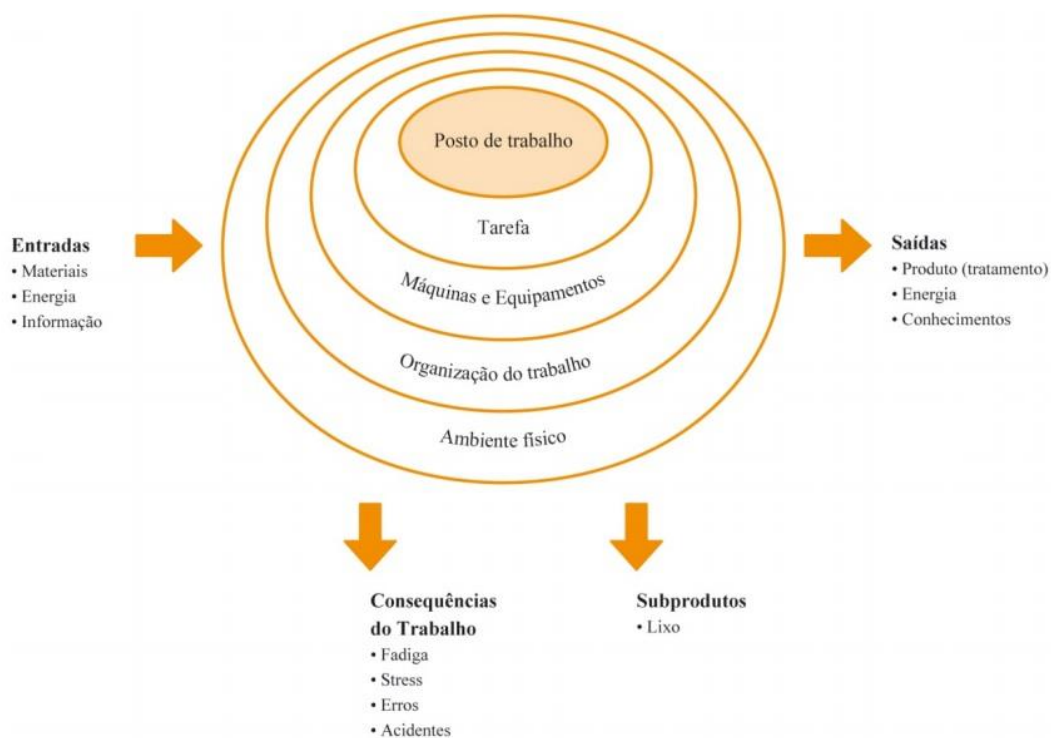 Posto de trabalho
Tarefa
Máquinas e Equipamentos
Organização do trabalho
Ambiente físico
Entradas
• Materiais
• Energia
• Informação
Saídas
• Produto (tratamento)
• Energia
• Conhecimentos
Consequências
do Trabalho
• Fadiga
• Stress
• Erros
• Acidentes
Subprodutos
• Lixo